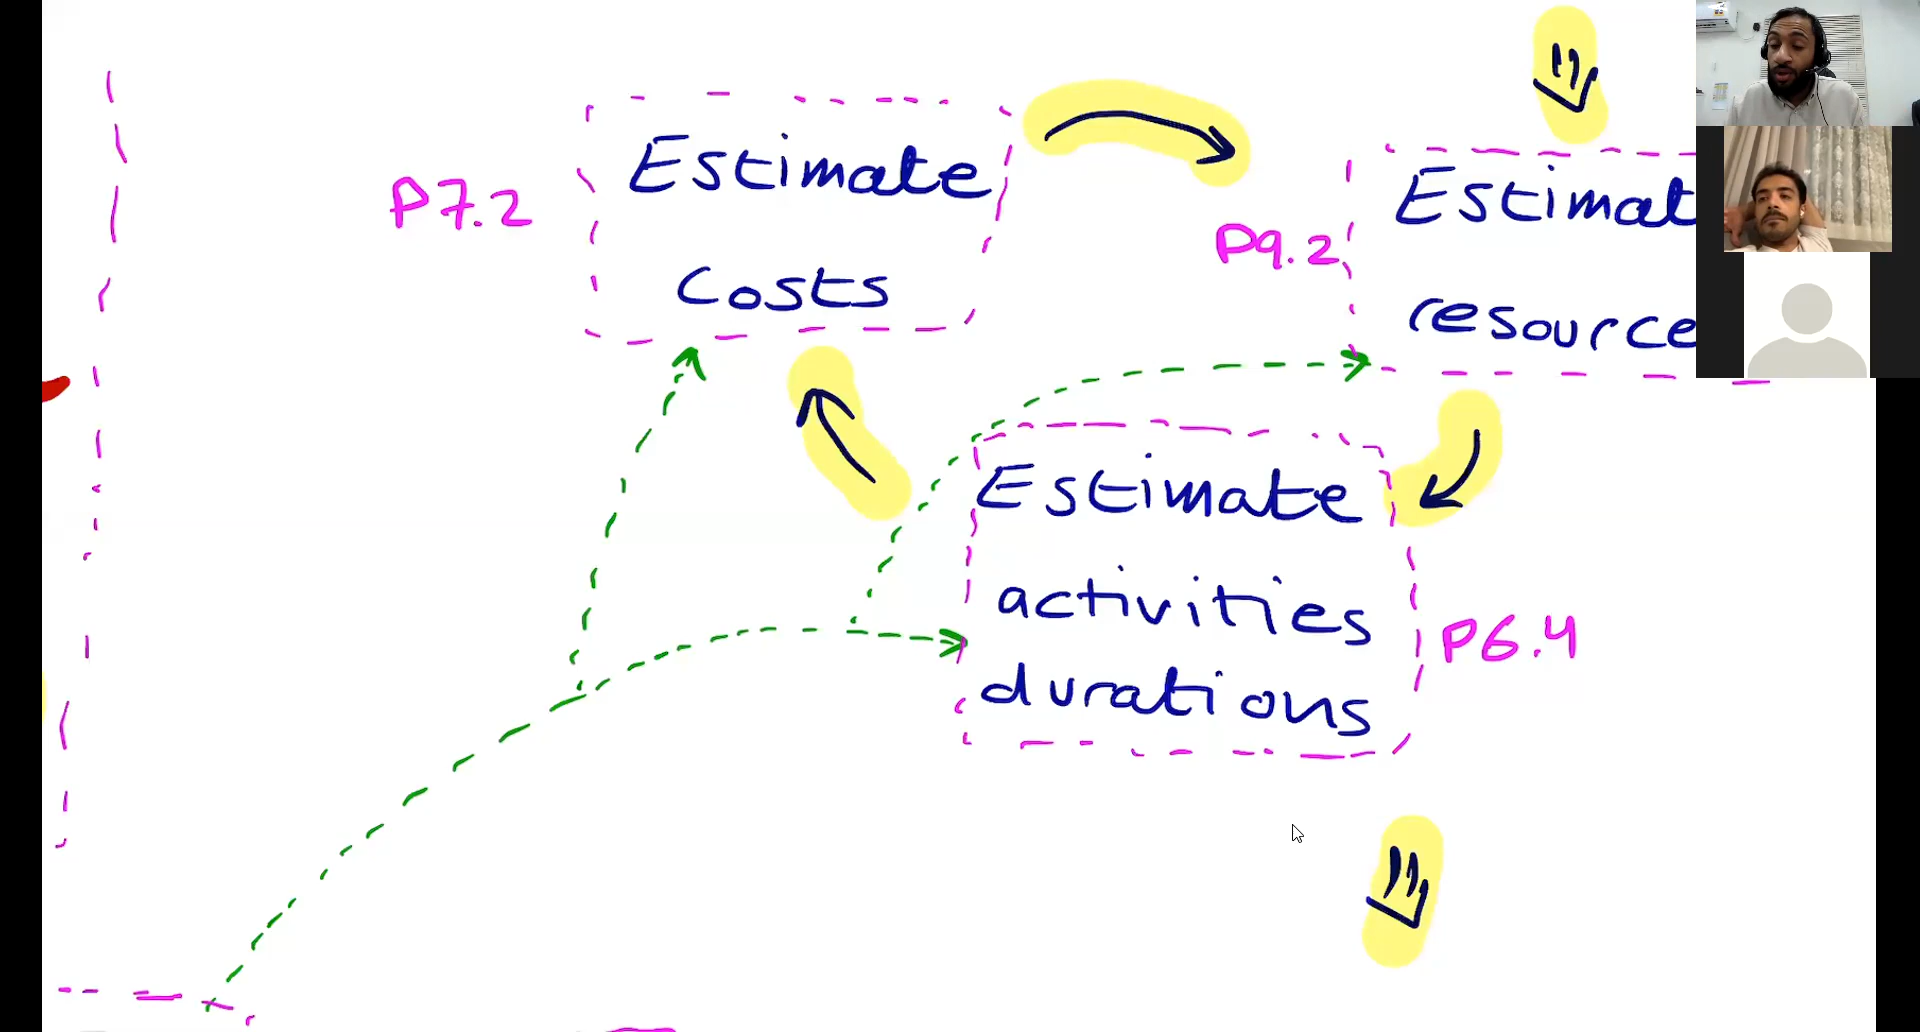 Estimate
P7.2
Costs
Estimat
P9.2
resource
Estimate
activities
P6.4
durations